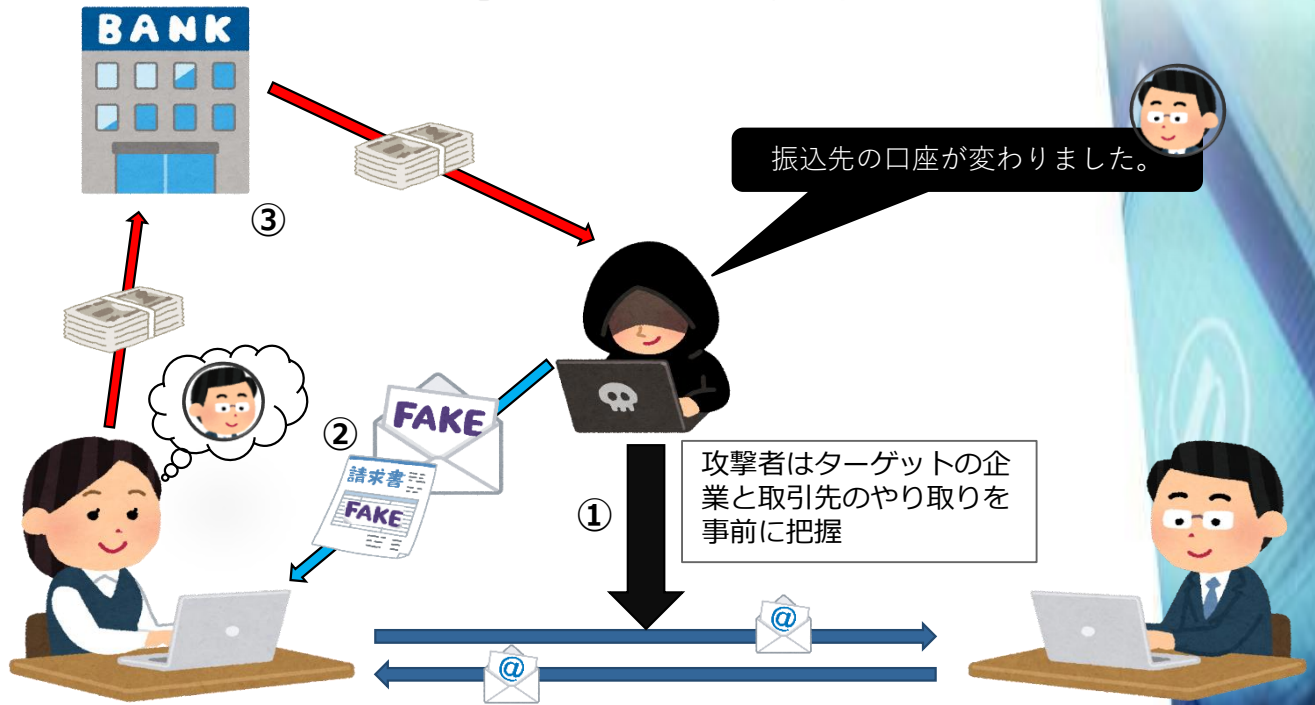 BANK
振込先の口座が変わりました。
③
②
FAKE
請求書
FAKE
①
攻撃者はターゲットの企
業と取引先のやり取りを
事前に把握
@
@